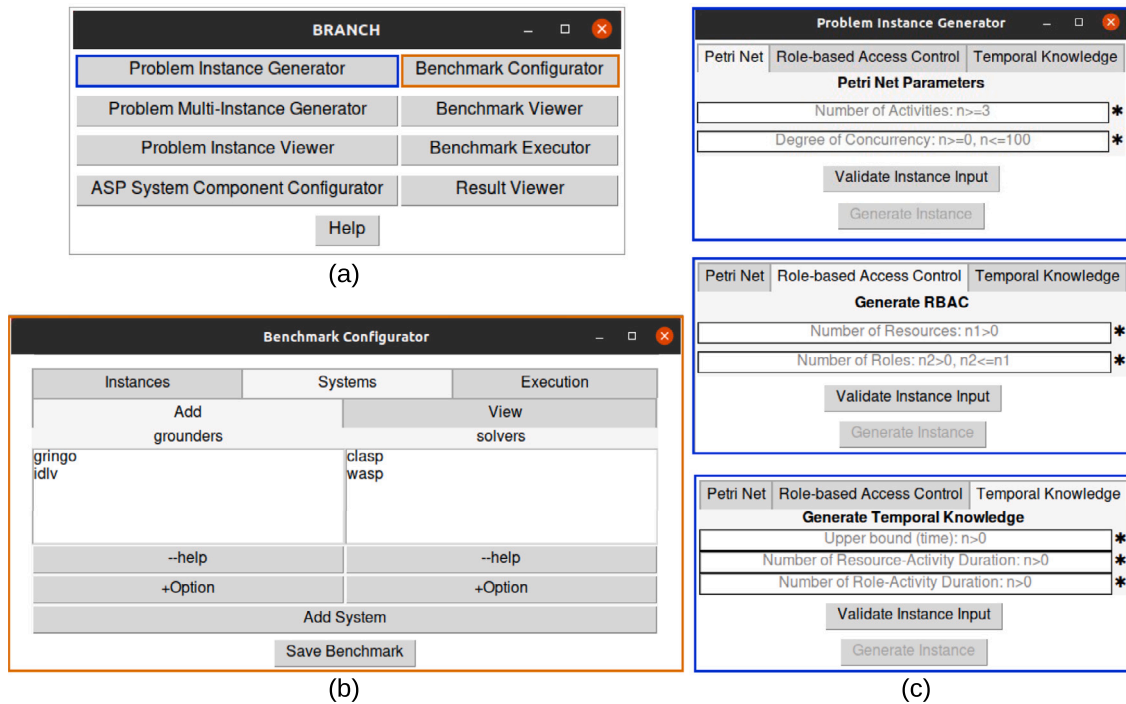 BRANCH
Problem Instance Generator
Benchmark Configurator
Problem Multi-Instance Generator
Benchmark Viewer
Problem Instance Viewer
Benchmark Executor
ASP System Component Configurator
Result Viewer
Help
(a)
Benchmark Configurator
Instances
Systems
Execution
Add
View
grounders
solvers
gringo
clasp
idlv
wasp
--help
--help
+Option
+Option
Add System
Save Benchmark
(b)
Problem Instance Generator
Petri Net
Role-based Access Control
Temporal Knowledge
Petri Net Parameters
Number of Activities: n>=3 *
Degree of Concurrency: n>=0, n<=100 *
Validate Instance Input
Generate Instance
Petri Net
Role-based Access Control
Temporal Knowledge
Generate RBAC
Number of Resources: n1>0 *
Number of Roles: n2>0, n2<=n1 *
Validate Instance Input
Generate Instance
Petri Net
Role-based Access Control
Temporal Knowledge
Generate Temporal Knowledge
Upper bound (time): n>0 *
Number of Resource-Activity Duration: n>0 *
Number of Role-Activity Duration: n>0 *
Validate Instance Input
Generate Instance
(c)